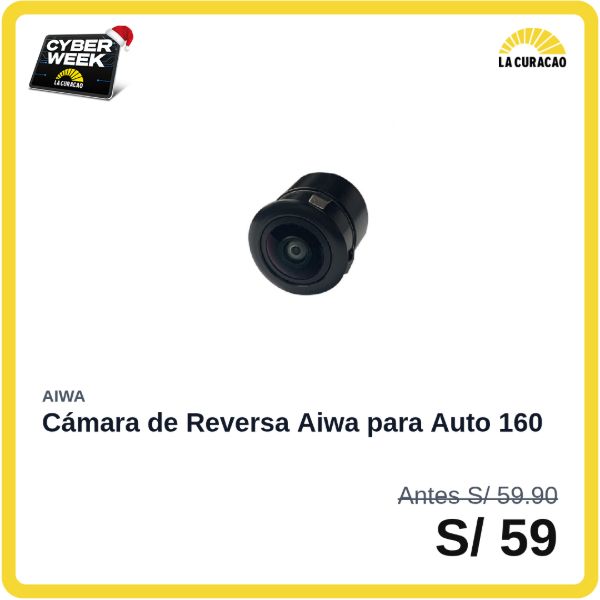 CYBER
WEEK
LA CURACAO
LA CURACAO
AIWA
Cámara de Reversa Aiwa para Auto 160
Antes S/ 59.90
S/ 59